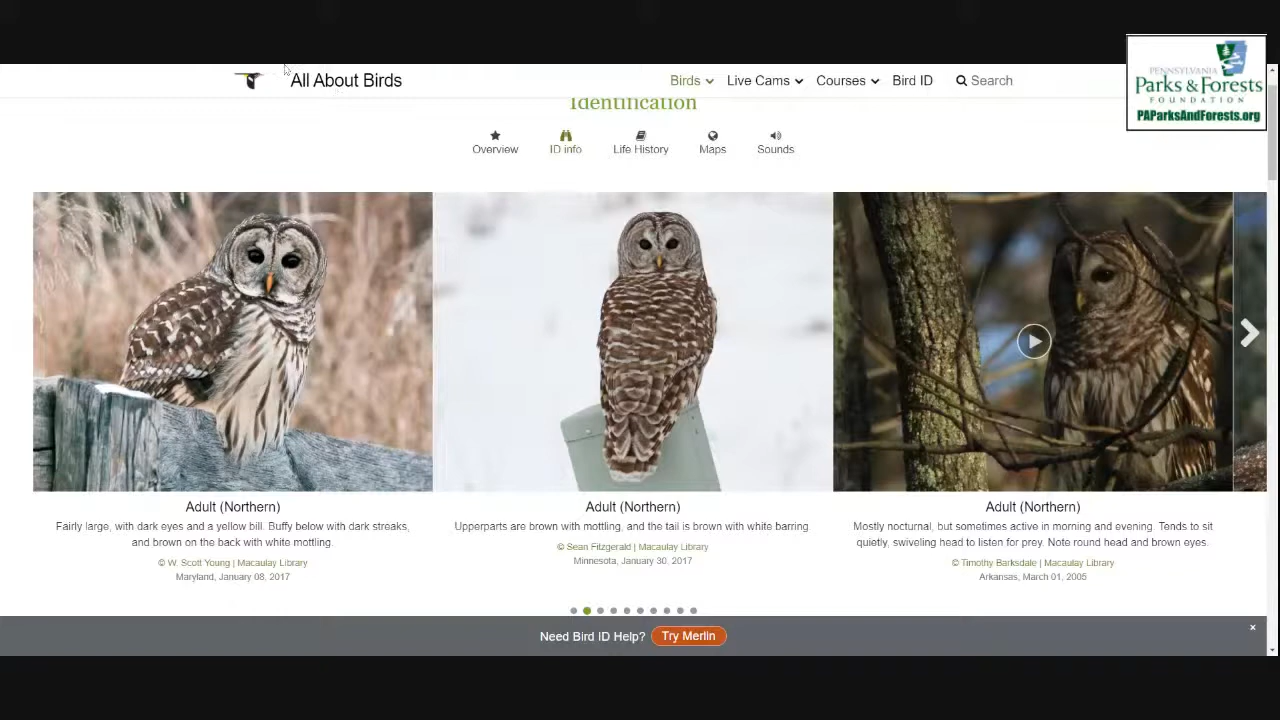 All About Birds
Birds
Live Cams
Courses
Bird ID
Search
PENNSYLVANIA
Parks & Forests
FOUNDATION
PAParksAndForests.org
Identification
Overview
ID info
Life History
Maps
Sounds
Adult (Northern)
Fairly large, with dark eyes and a yellow bill. Buffy below with dark streaks,
and brown on the back with white mottling.
© W. Scott Young | Macaulay Library
Maryland, January 08, 2017
Adult (Northern)
Upperparts are brown with mottling, and the tail is brown with white barring.
© Sean Fitzgerald | Macaulay Library
Minnesota, January 30, 2017
Adult (Northern)
Mostly nocturnal, but sometimes active in morning and evening. Tends to sit
quietly, swiveling head to listen for prey. Note round head and brown eyes.
© Timothy Barksdale | Macaulay Library
Arkansas, March 01, 2005
Need Bird ID Help?
Try Merlin
×